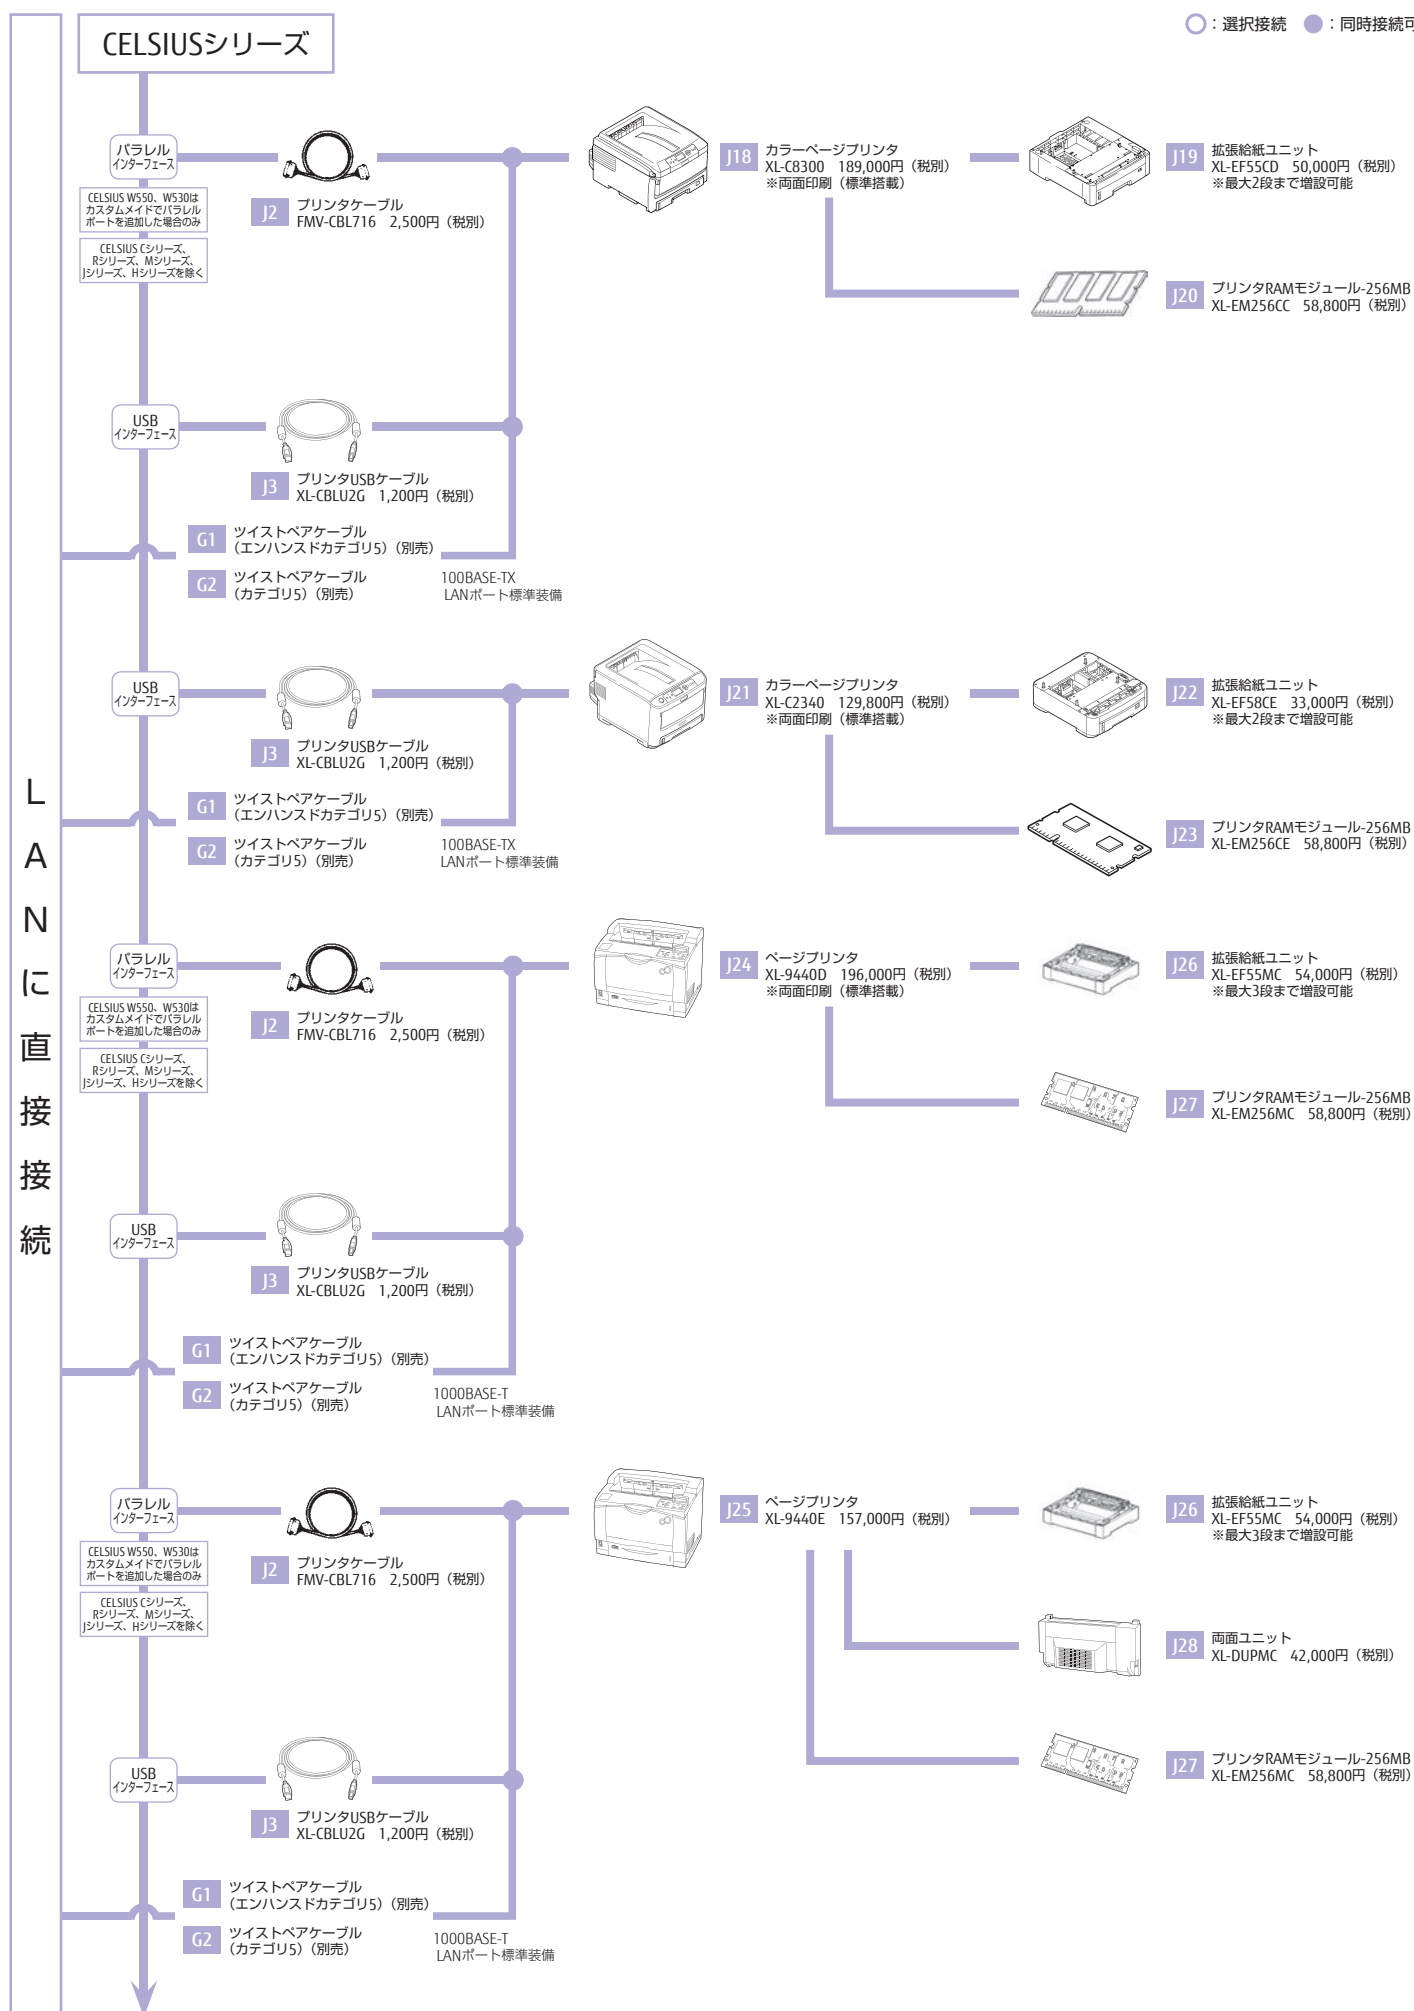 ○：選択接続 ●：同時接続可
CELSIUSシリーズ
LANに直接接続
パラレル
インターフェース
CELSIUS W550、W530は
カスタムメイドでパラレル
ポートを追加した場合のみ
CELSIUS Cシリーズ、
Rシリーズ、Mシリーズ、
Jシリーズ、Hシリーズを除く
J2 プリンタケーブル
FMV-CBL716 2,500円（税別）
J18 カラーページプリンタ
XL-C8300 189,000円（税別）
※両面印刷（標準搭載）
J19 拡張給紙ユニット
XL-EF55CD 50,000円（税別）
※最大2段まで増設可能
J20 プリンタRAMモジュール-256MB
XL-EM256CC 58,800円（税別）
USB
インターフェース
J3 プリンタUSBケーブル
XL-CBLU2G 1,200円（税別）
G1 ツイストペアケーブル
（エンハンスドカテゴリ5）（別売）
G2 ツイストペアケーブル
（カテゴリ5）（別売）
100BASE-TX
LANポート標準装備
USB
インターフェース
J3 プリンタUSBケーブル
XL-CBLU2G 1,200円（税別）
J21 カラーページプリンタ
XL-C2340 129,800円（税別）
※両面印刷（標準搭載）
J22 拡張給紙ユニット
XL-EF58CE 33,000円（税別）
※最大2段まで増設可能
J23 プリンタRAMモジュール-256MB
XL-EM256CE 58,800円（税別）
G1 ツイストペアケーブル
（エンハンスドカテゴリ5）（別売）
G2 ツイストペアケーブル
（カテゴリ5）（別売）
100BASE-TX
LANポート標準装備
パラレル
インターフェース
CELSIUS W550、W530は
カスタムメイドでパラレル
ポートを追加した場合のみ
CELSIUS Cシリーズ、
Rシリーズ、Mシリーズ、
Jシリーズ、Hシリーズを除く
J2 プリンタケーブル
FMV-CBL716 2,500円（税別）
J24 ページプリンタ
XL-9440D 196,000円（税別）
※両面印刷（標準搭載）
J26 拡張給紙ユニット
XL-EF55MC 54,000円（税別）
※最大3段まで増設可能
J27 プリンタRAMモジュール-256MB
XL-EM256MC 58,800円（税別）
USB
インターフェース
J3 プリンタUSBケーブル
XL-CBLU2G 1,200円（税別）
G1 ツイストペアケーブル
（エンハンスドカテゴリ5）（別売）
G2 ツイストペアケーブル
（カテゴリ5）（別売）
1000BASE-T
LANポート標準装備
パラレル
インターフェース
CELSIUS W550、W530は
カスタムメイドでパラレル
ポートを追加した場合のみ
CELSIUS Cシリーズ、
Rシリーズ、Mシリーズ、
Jシリーズ、Hシリーズを除く
J2 プリンタケーブル
FMV-CBL716 2,500円（税別）
J25 ページプリンタ
XL-9440E 157,000円（税別）
J26 拡張給紙ユニット
XL-EF55MC 54,000円（税別）
※最大3段まで増設可能
J28 両面ユニット
XL-DUPMC 42,000円（税別）
J27 プリンタRAMモジュール-256MB
XL-EM256MC 58,800円（税別）
USB
インターフェース
J3 プリンタUSBケーブル
XL-CBLU2G 1,200円（税別）
G1 ツイストペアケーブル
（エンハンスドカテゴリ5）（別売）
G2 ツイストペアケーブル
（カテゴリ5）（別売）
1000BASE-T
LANポート標準装備